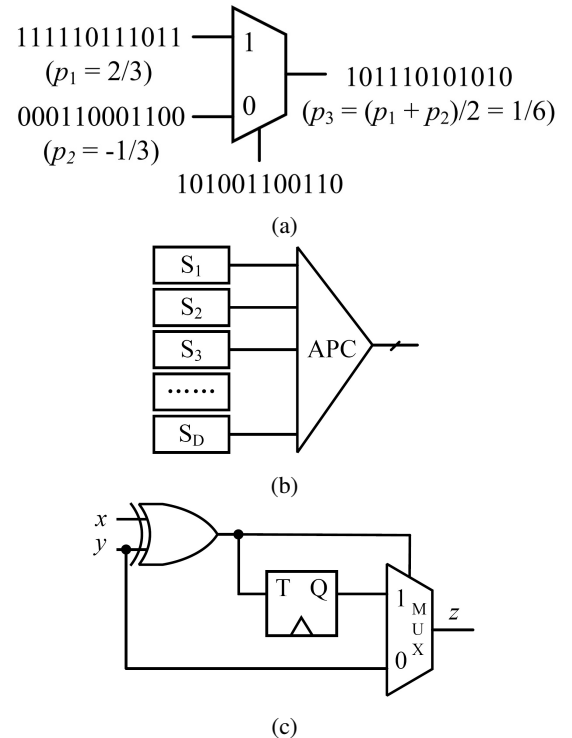 111110111011
(p₁ = 2/3)
1
101110101010
(p₃ = (p₁ + p₂)/2 = 1/6)
000110001100
(p₂ = -1/3)
0
101001100110
(a)
S₁
S₂
S₃
......
S_D
APC
(b)
x
y
T Q
1
0
M
U
X
z
(c)